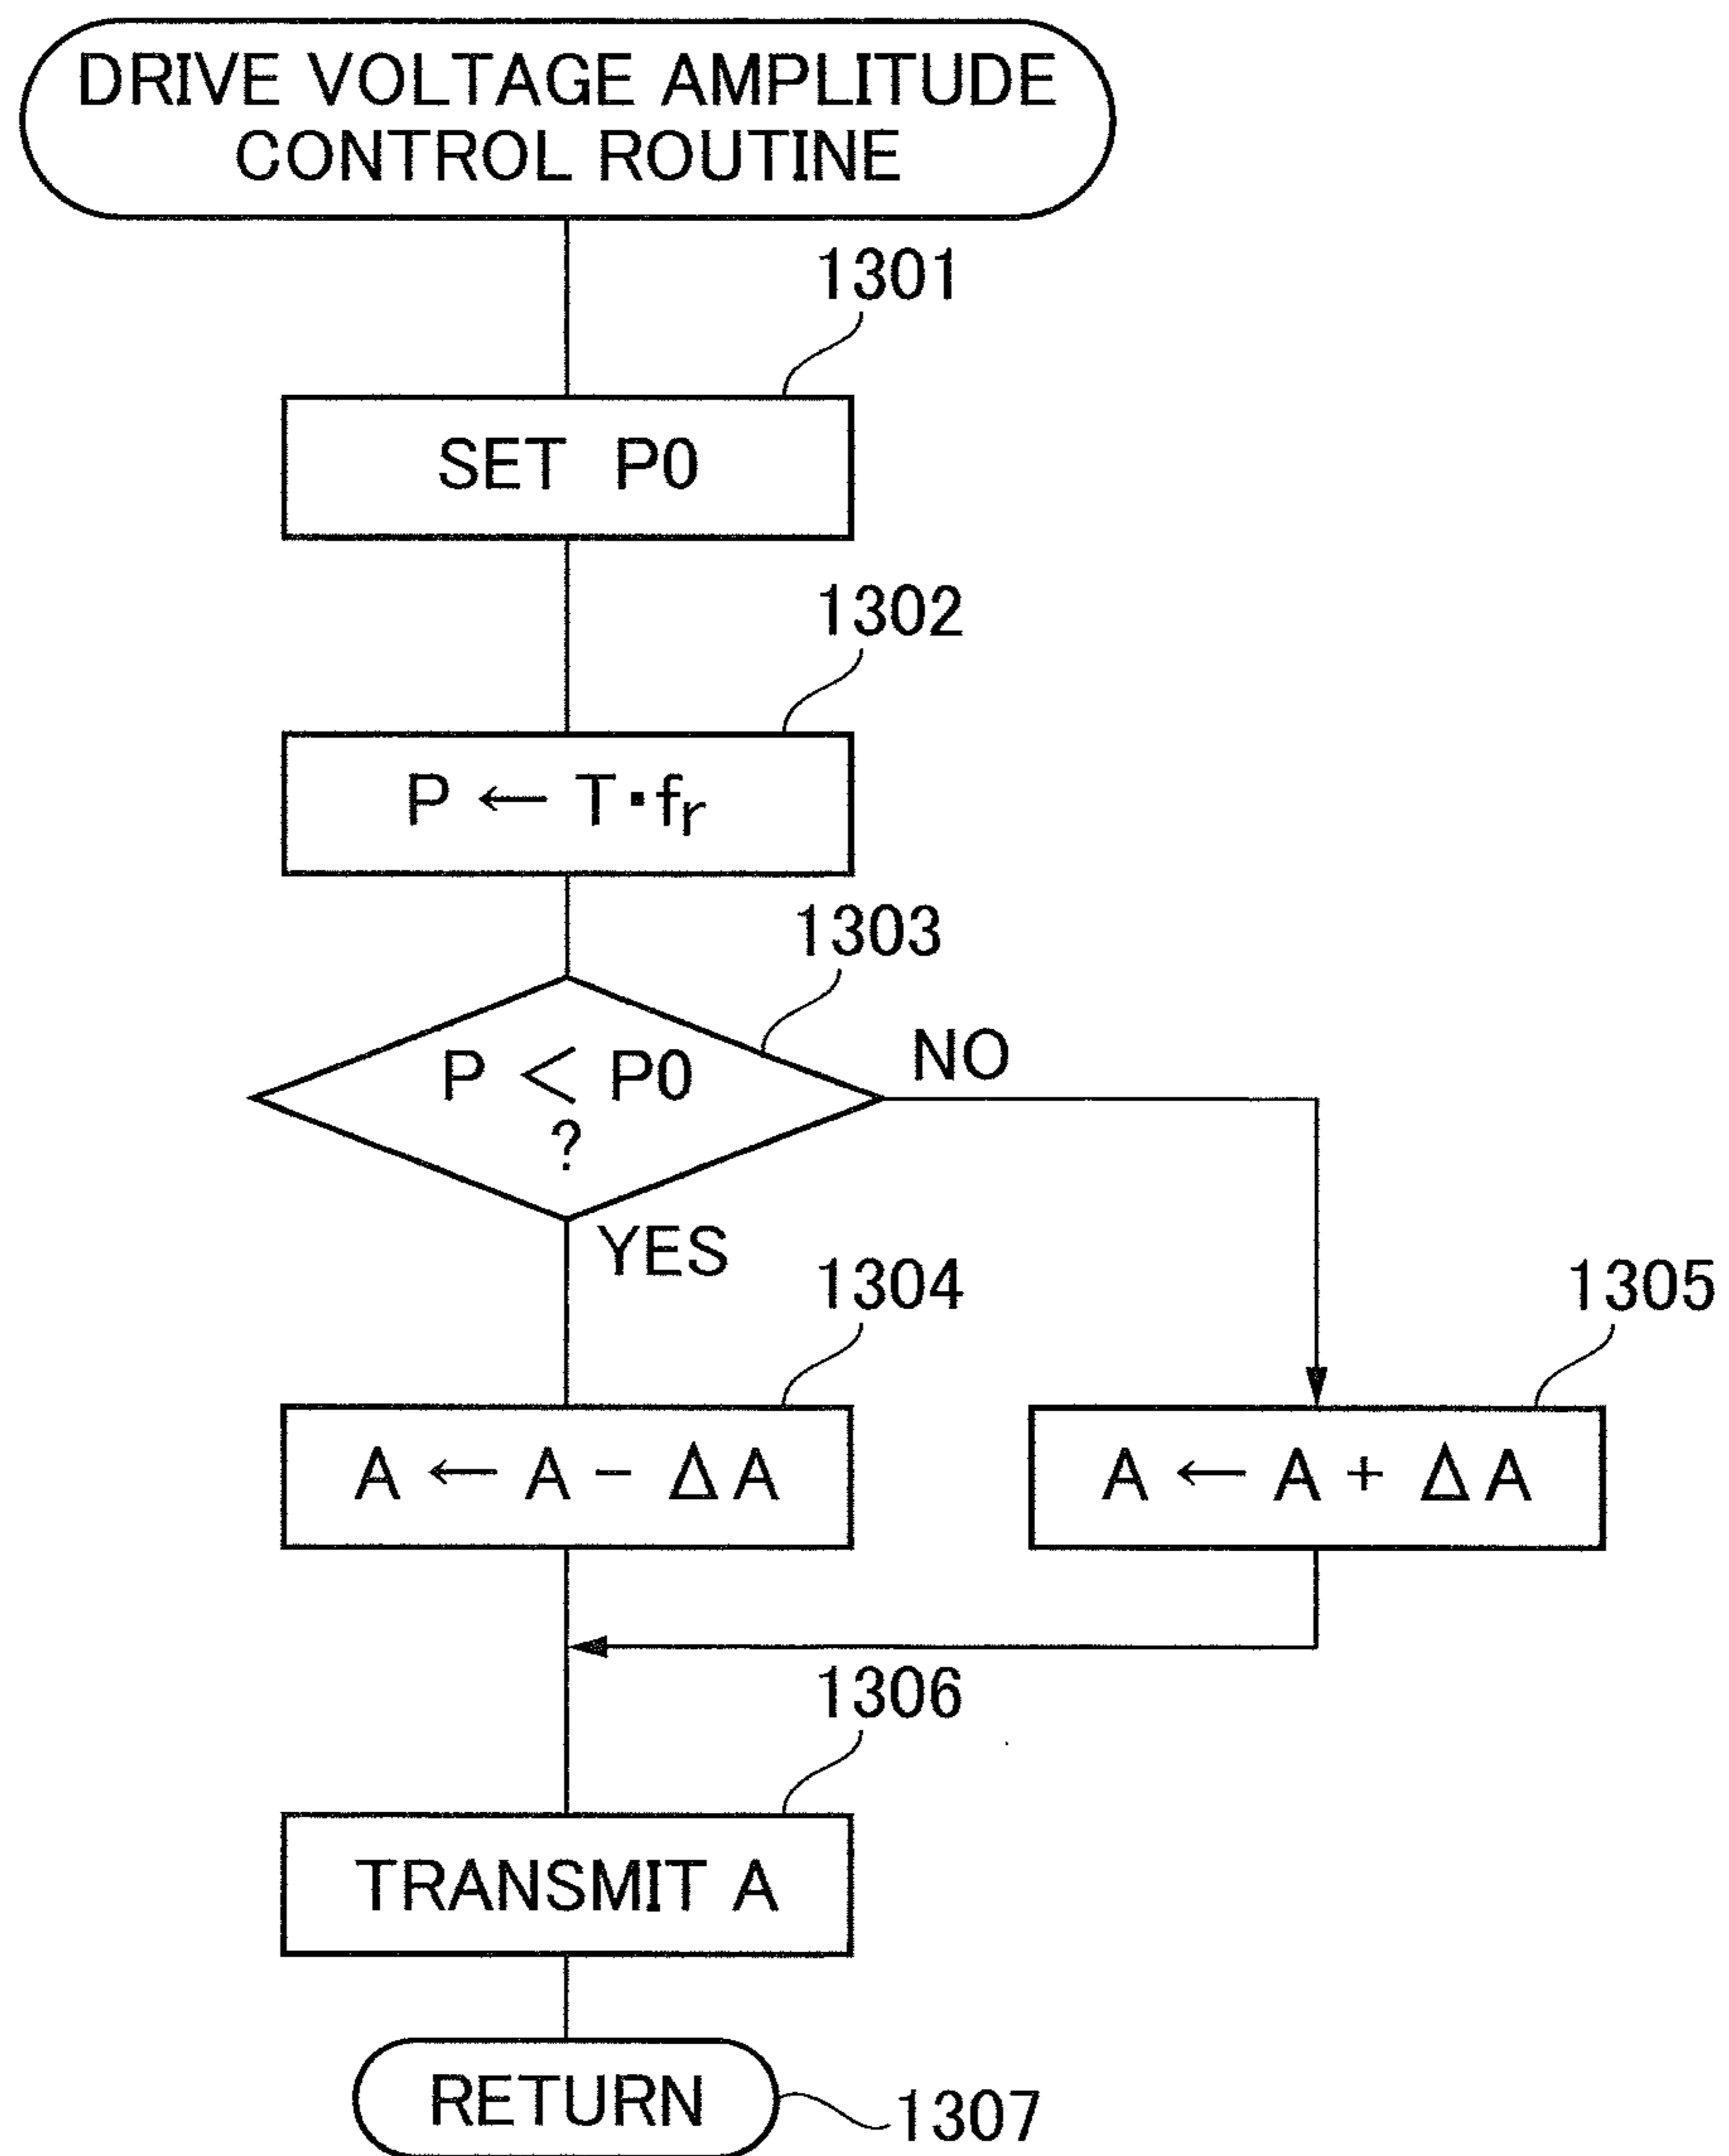 DRIVE VOLTAGE AMPLITUDE
CONTROL ROUTINE
1301
SET P0
1302
P ← T・fr
1303
P < P0
?
NO
YES
1304
A ← A − ΔA
1305
A ← A + ΔA
1306
TRANSMIT A
RETURN
1307